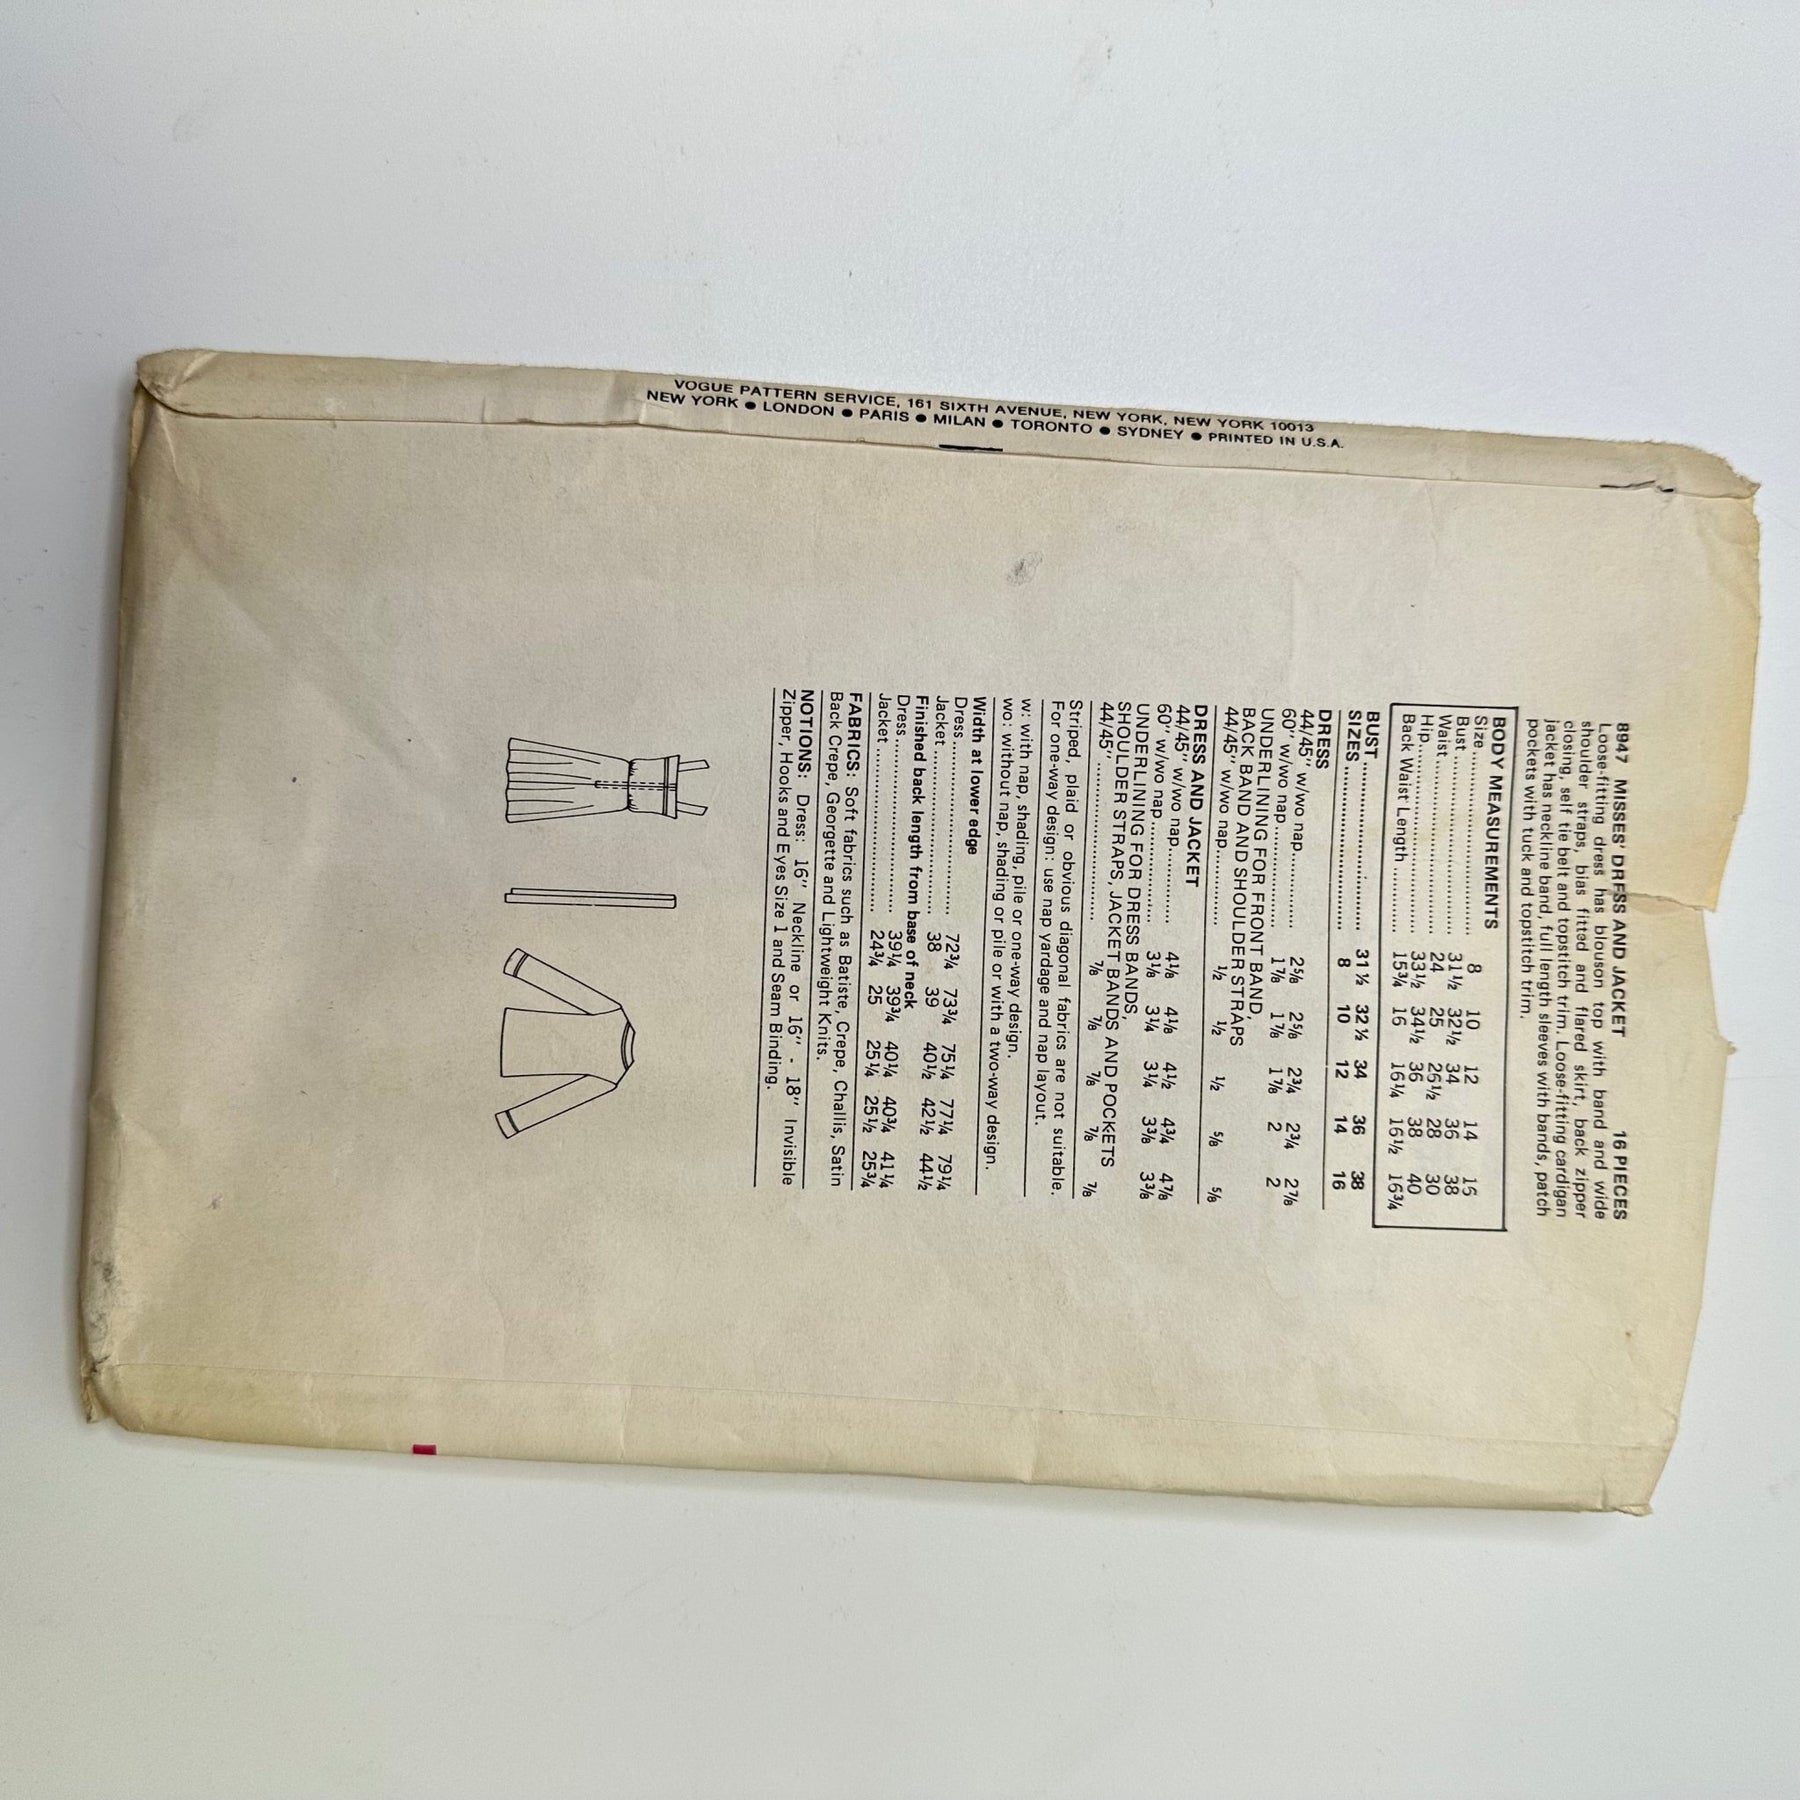 VOGUE PATTERN SERVICE, 161 SIXTH AVENUE, NEW YORK, NEW YORK 10013
NEW YORK ● LONDON ● PARIS ● MILAN ● TORONTO ● SYDNEY ● PRINTED IN U.S.A.
8947 MISSES' DRESS AND JACKET 16 PIECES
Loose-fitting dress has blouson top with band and wide
shoulder straps, bias fitted and flared skirt, back zipper
closing, self tie belt and topstitch trim. Loose-fitting cardigan
jacket has neckline band, full length sleeves with bands, patch
pockets with tuck and topstitch trim.
BODY MEASUREMENTS
Size.................... 8 10 12 14 16
Bust.................... 31½ 32½ 34 36 38
Waist.................... 24 25 26½ 28 30
Hip.................... 33½ 34½ 36 38 40
Back Waist Length .......... 15¾ 16 16¼ 16½ 16¾
BUST.................... 31½ 32½ 34 36 38
SIZES.................... 8 10 12 14 16
DRESS
44/45'' w/wo nap.......... 2⅝ 2⅝ 2¾ 2¾ 2⅞
60'' w/wo nap.......... 1⅞ 1⅞ 1⅞ 2 2
UNDERLINING FOR FRONT BAND,
BACK BAND AND SHOULDER STRAPS
44/45'' w/wo nap.......... ½ ½ ½ ⅝ ⅝
DRESS AND JACKET
44/45'' w/wo nap.......... 4⅛ 4⅛ 4½ 4¾ 4⅞
60'' w/wo nap.......... 3⅛ 3¼ 3¼ 3⅜ 3⅜
UNDERLINING FOR DRESS BANDS,
SHOULDER STRAPS, JACKET BANDS AND POCKETS
44/45'' .................... ⅞ ⅞ ⅞ ⅞ ⅞
Striped, plaid or obvious diagonal fabrics are not suitable.
For one-way design: use nap yardage and nap layout.
w: with nap, shading, pile or one-way design.
wo: without nap, shading or pile or with a two-way design.
Width at lower edge
Dress .................... 72¾ 73¾ 75¼ 77¼ 79¼
Jacket .................... 38 39 40½ 42½ 44½
Finished back length from base of neck
Dress .................... 39¼ 39¾ 40¼ 40¾ 41¼
Jacket .................... 24¾ 25 25¼ 25½ 25¾
FABRICS: Soft fabrics such as Batiste, Crepe, Challis, Satin
Back Crepe, Georgette and Lightweight Knits.
NOTIONS: Dress: 16'' Neckline or 16'' - 18'' Invisible
Zipper, Hooks and Eyes Size 1 and Seam Binding.